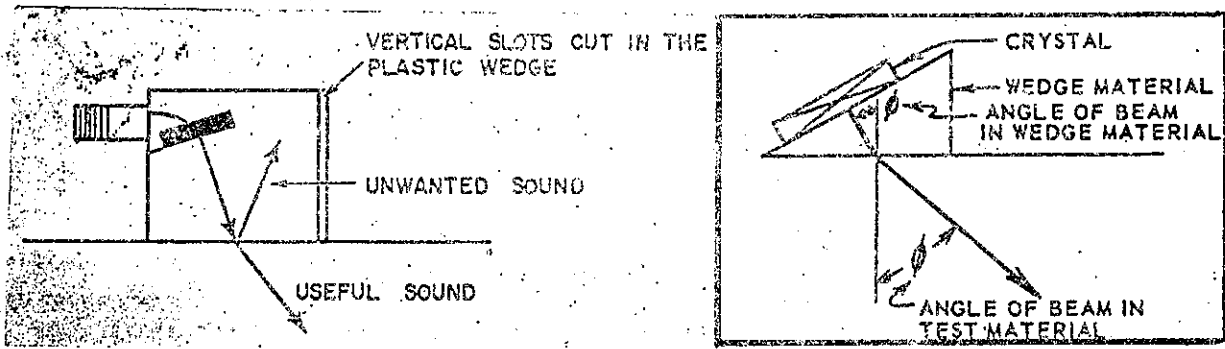 VERTICAL SLOTS CUT IN THE
PLASTIC WEDGE
UNWANTED SOUND
USEFUL SOUND
CRYSTAL
WEDGE MATERIAL
ϕ
ANGLE OF BEAM
IN WEDGE MATERIAL
ϕ
ANGLE OF BEAM IN
TEST MATERIAL